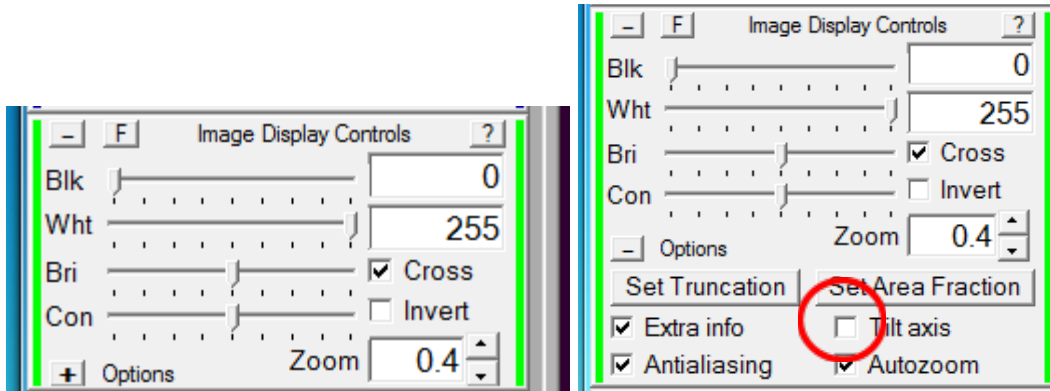 – F Image Display Controls ?
Blk 0
Wht 255
Bri Cross
Con Invert
+ Options Zoom 0.4
– F Image Display Controls ?
Blk 0
Wht 255
Bri Cross
Con Invert
– Options Zoom 0.4
Set Truncation Set Area Fraction
Extra info Tilt axis
Antialiasing Autozoom